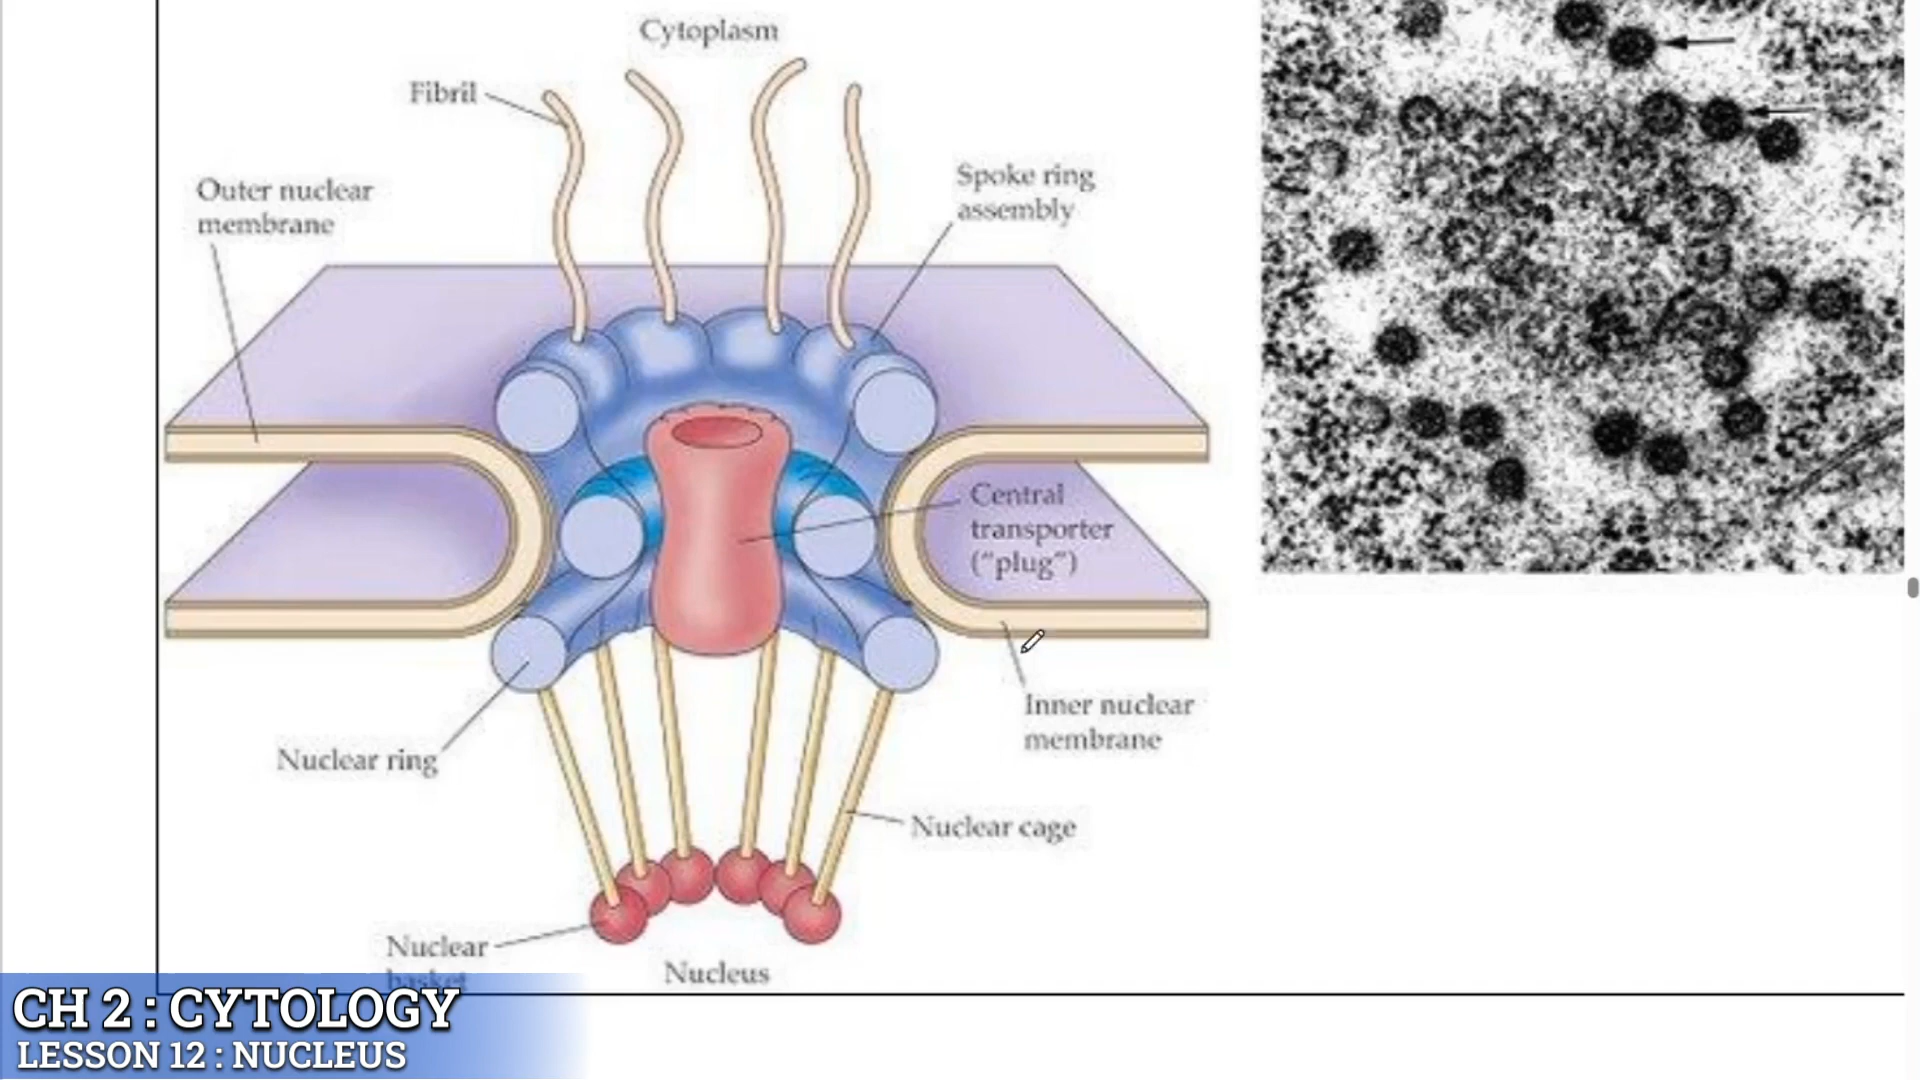 Cytoplasm
Fibril
Outer nuclear
membrane
Spoke ring
assembly
Central
transporter
("plug")
Inner nuclear
membrane
Nuclear ring
Nuclear cage
Nuclear
basket
Nucleus
CH 2 : CYTOLOGY
LESSON 12 : NUCLEUS